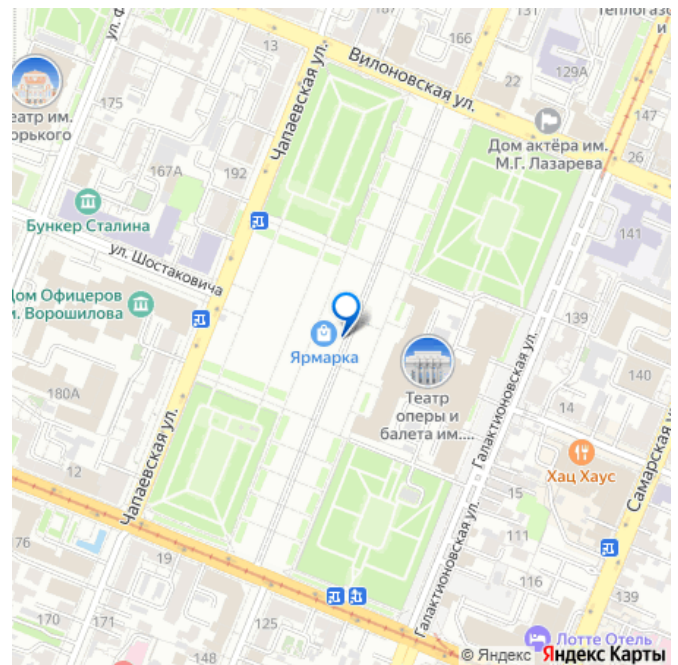 теплогаз
и
187
166
13
Вилоновская ул.
22
129А
175
Театр им.
Горького
Чапаевская ул.
Дом актёра им.
М.Г. Лазарева
147
26
167А
192
Бункер Сталина
141
ул. Шостаковича
Дом Офицеров
им. Ворошилова
139
Ярмарка
Театр
оперы и
балета им....
140
180А
Галактионовская ул.
14
Хац Хаус
Самарская ул.
Чапаевская ул.
12
15
111
19
Галактионовская ул.
116
139
170
171
125
148
Лотте Отель
© Яндекс Яндекс Карты